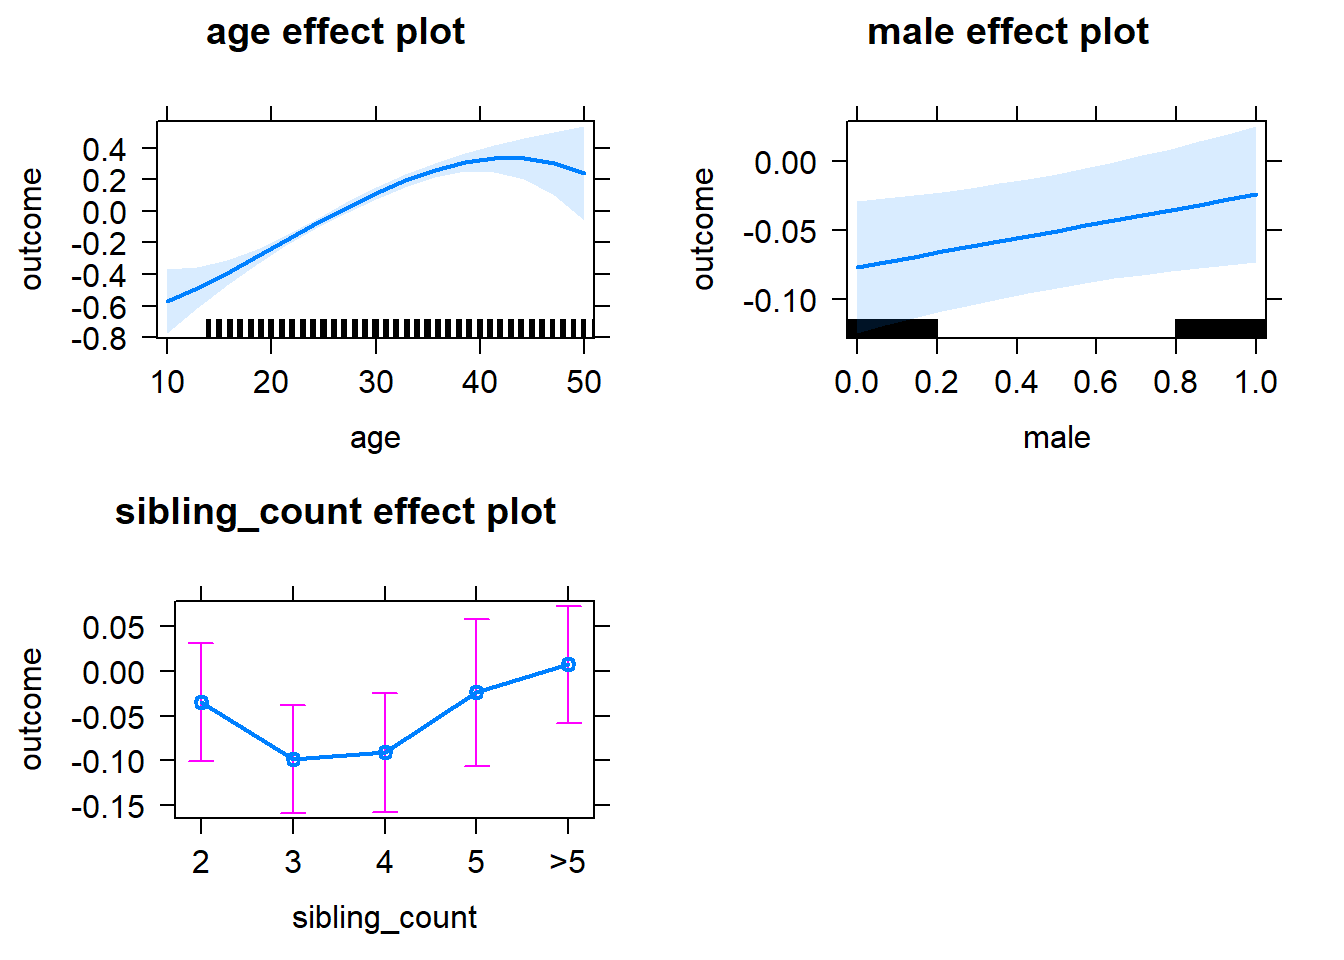 age effect plot
outcome
0.4
0.2
0.0
-0.2
-0.4
-0.6
-0.8
10 20 30 40 50
age
male effect plot
outcome
0.00
-0.05
-0.10
0.0 0.2 0.4 0.6 0.8 1.0
male
sibling_count effect plot
outcome
0.05
0.00
-0.05
-0.10
-0.15
2 3 4 5 >5
sibling_count